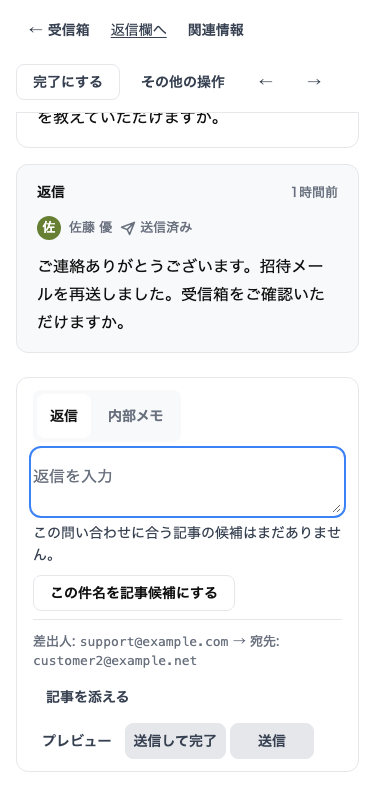 ← 受信箱 返信欄へ 関連情報
完了にする その他の操作 ← →
を教えていただけますか。
返信 1時間前
佐 佐藤 優 送信済み
ご連絡ありがとうございます。招待メー
ルを再送しました。受信箱をご確認いた
だけますか。
返信 内部メモ
返信を入力
この問い合わせに合う記事の候補はまだありませ
ん。
この件名を記事候補にする
差出人: support@example.com → 宛先:
customer2@example.net
記事を添える
プレビュー 送信して完了 送信